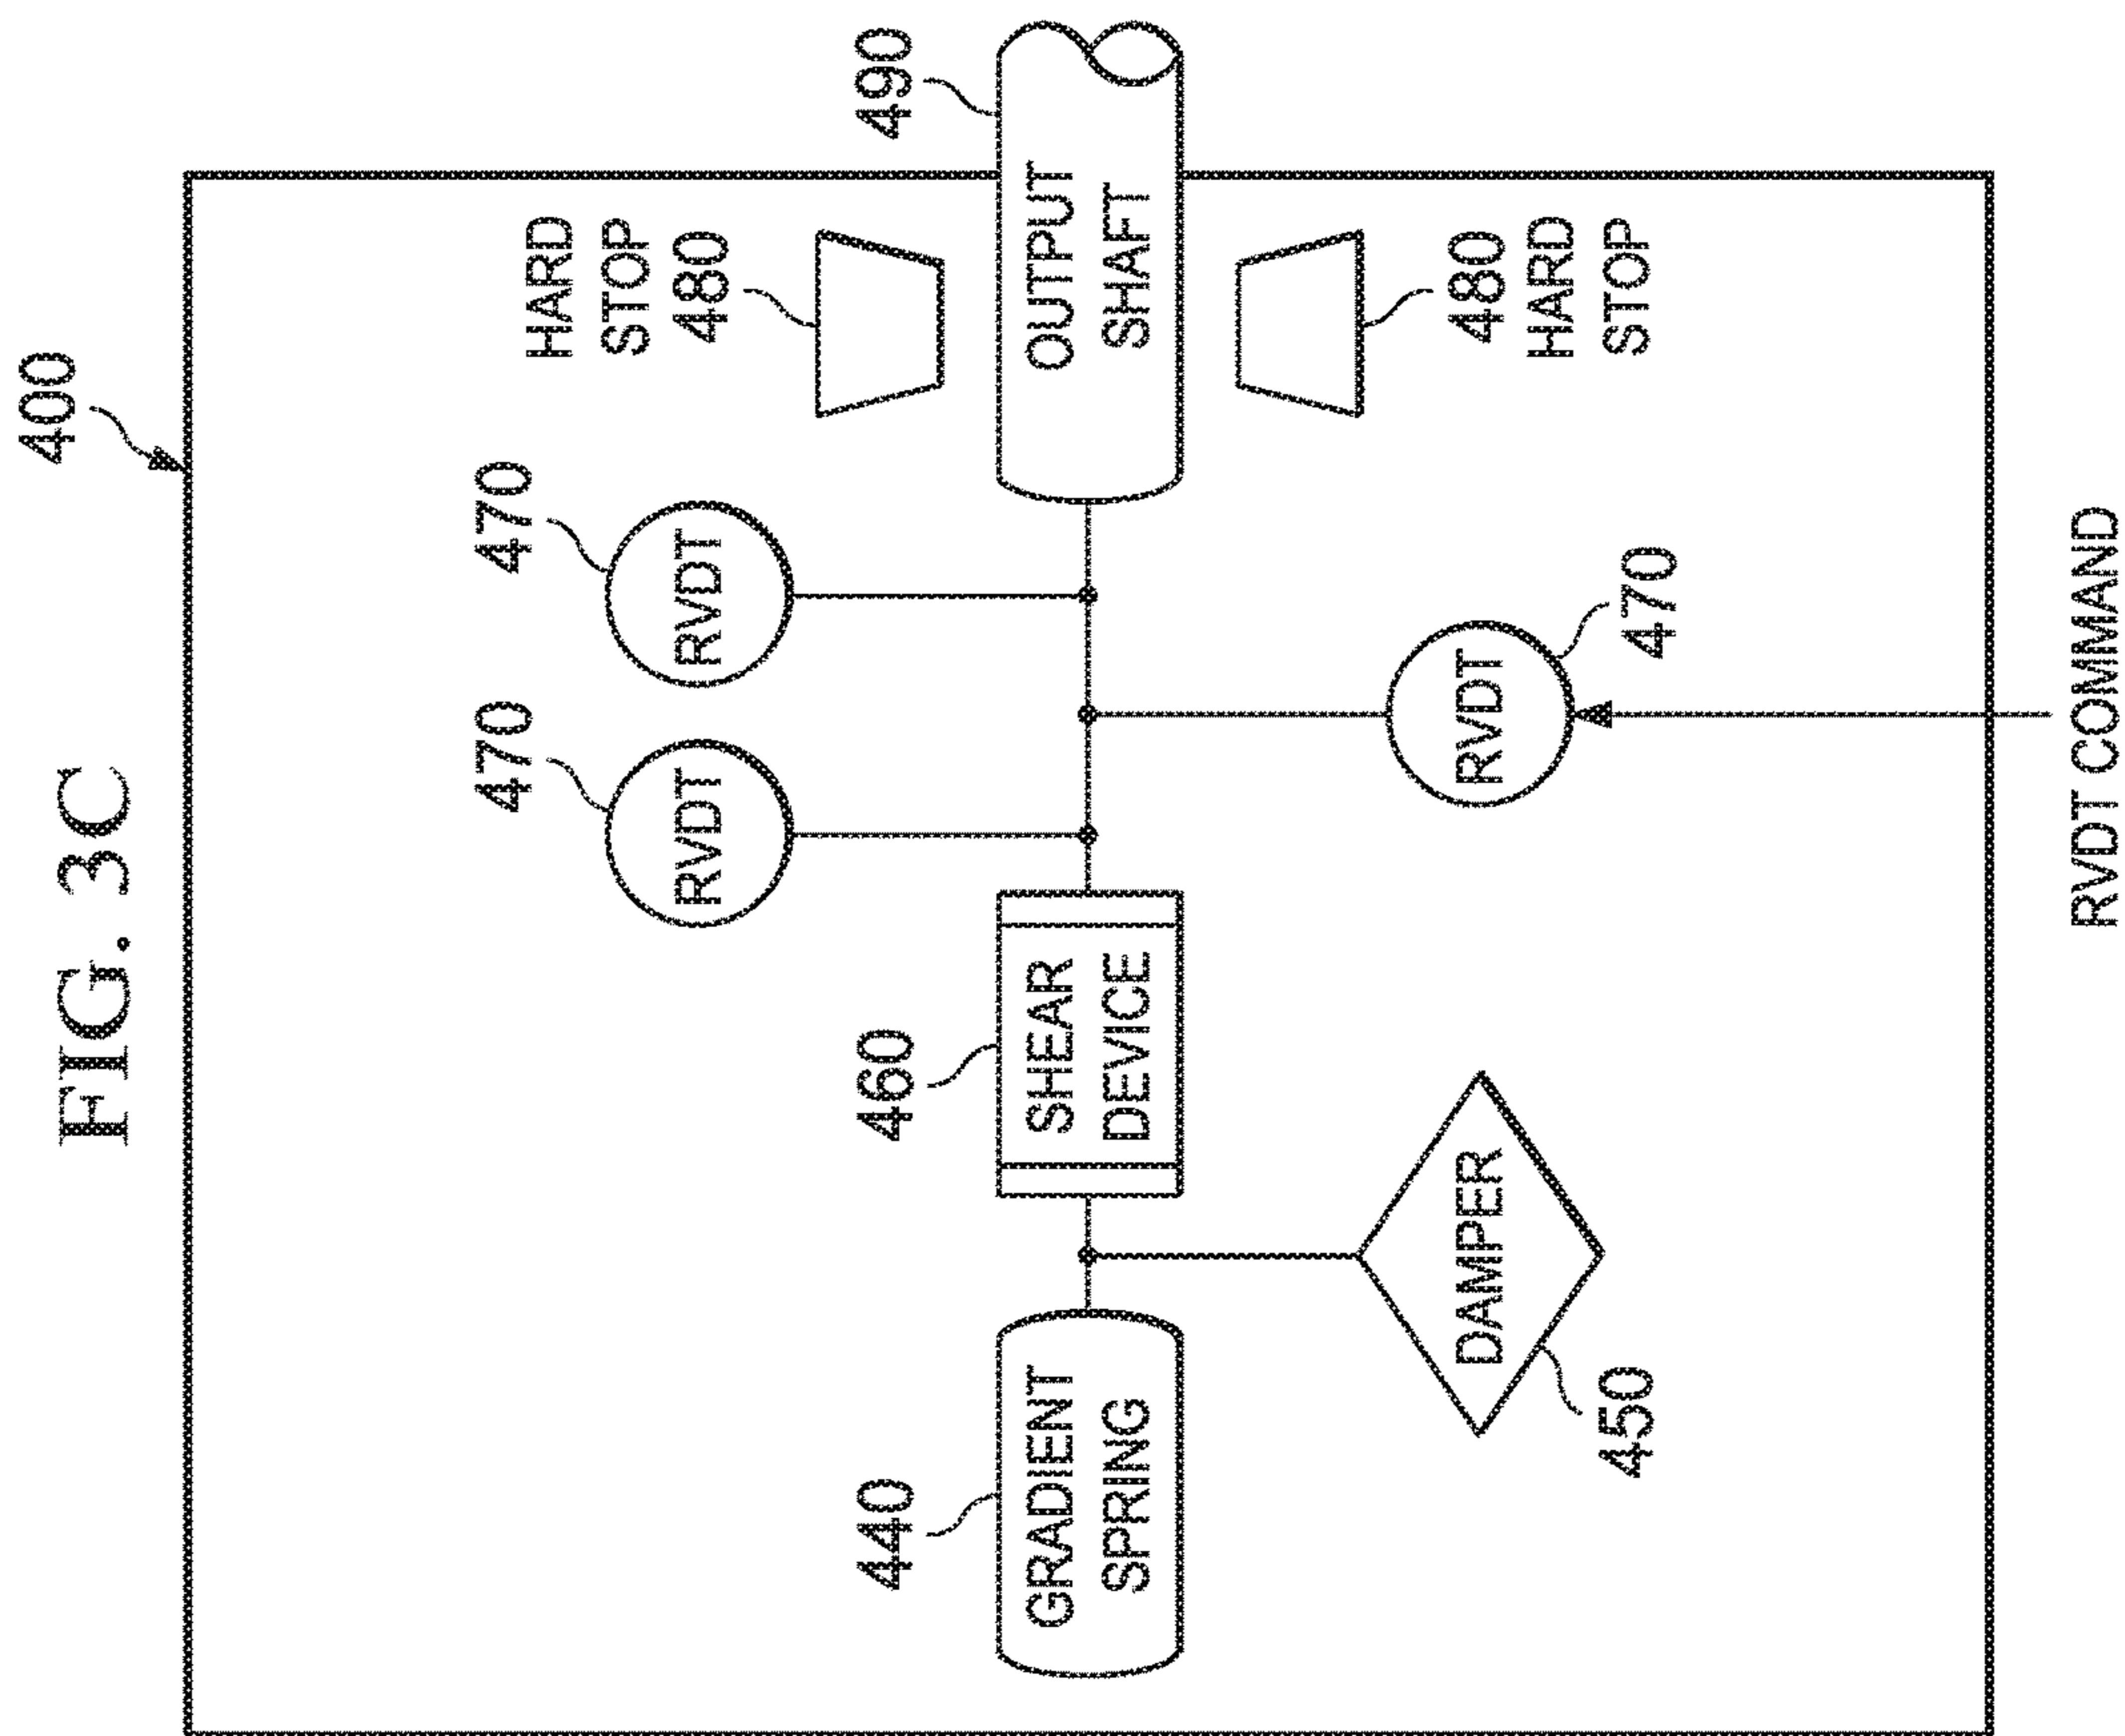 FIG. 3C
400
490
HARD
STOP
480
OUTPUT
SHAFT
480
HARD
STOP
470
RVDT
470
RVDT
RVDT
470
460
SHEAR
DEVICE
440
GRADIENT
SPRING
DAMPER
450
RVDT COMMAND